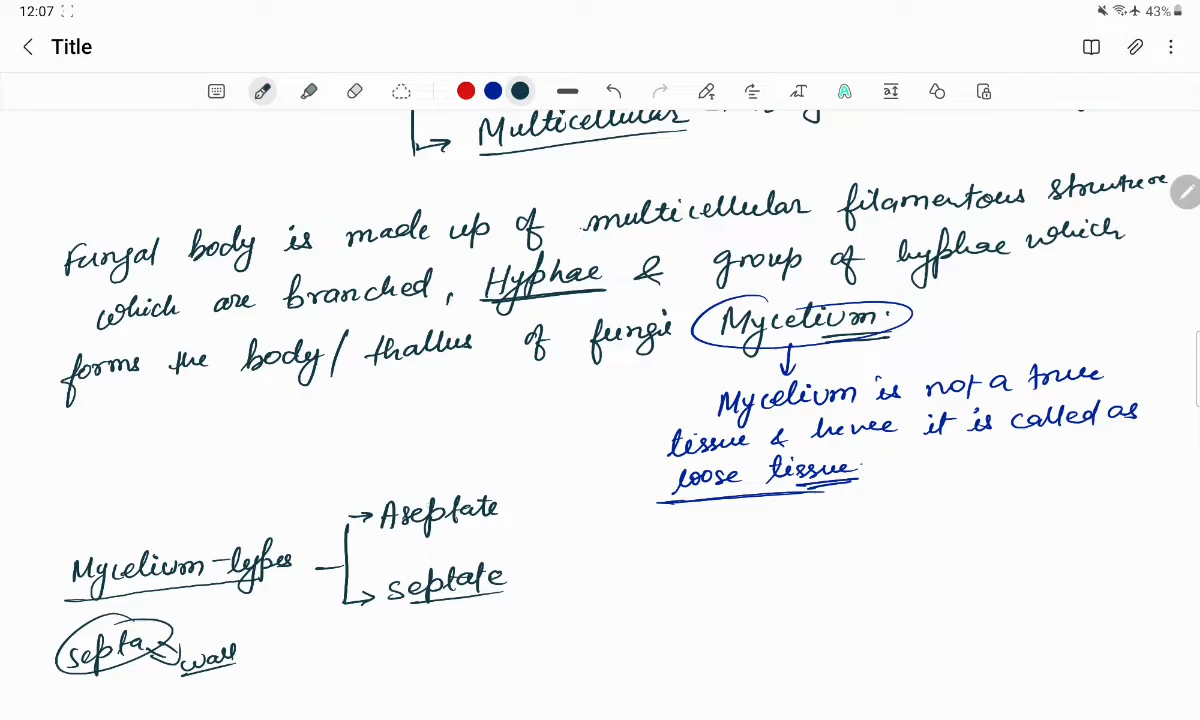 12:07
43%
Title
Multicellular
Fungal body is made up of multicellular filamentous structure
which are branched, Hyphae & group of hyphae which
forms the body/thallus of fungi Mycelium.
Mycelium is not a true
tissue & hence it is called as
loose tissue.
Aseptate
Mycelium-types
septate
septa
wall